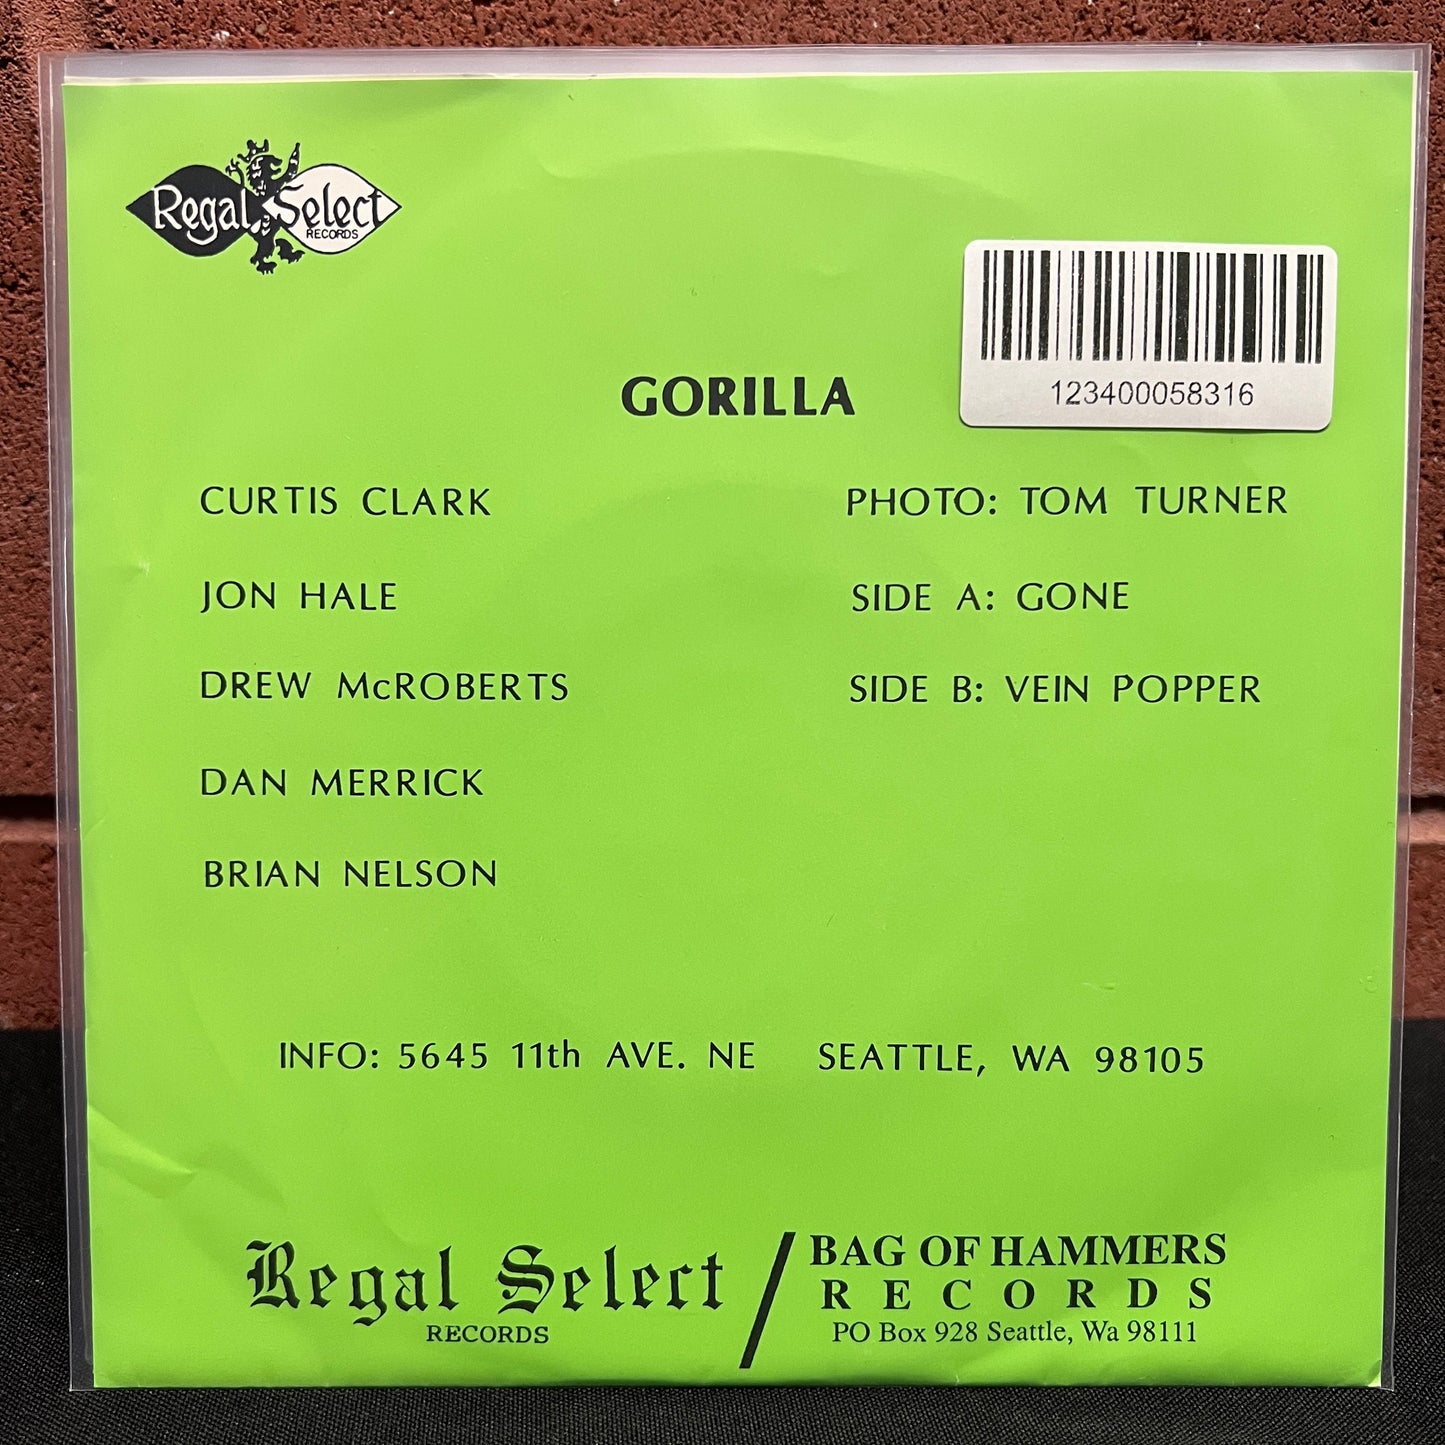 Regal Select
RECORDS
123400058316
GORILLA
CURTIS CLARK
JON HALE
DREW McROBERTS
DAN MERRICK
BRIAN NELSON
PHOTO: TOM TURNER
SIDE A: GONE
SIDE B: VEIN POPPER
INFO: 5645 11th AVE. NE SEATTLE, WA 98105
Regal Select
RECORDS
/
BAG OF HAMMERS
RECORDS
PO Box 928 Seattle, Wa 98111